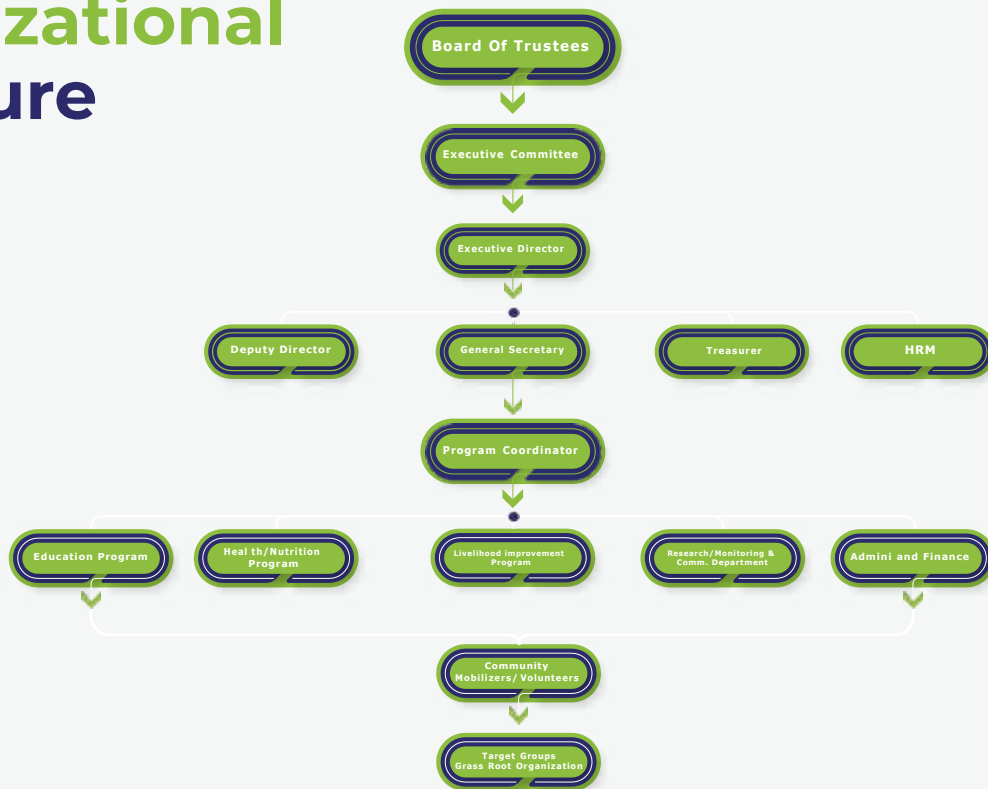 zational
ure
Board Of Trustees
Executive Committee
Executive Director
Deputy Director
General Secretary
Treasurer
HRM
Program Coordinator
Education Program
Heal th/Nutrition
Program
Livelihood improvement
Program
Research/Monitoring &
Comm. Department
Admini and Finance
Community
Mobilizers/Volunteers
Target Groups
Grass Root Organization